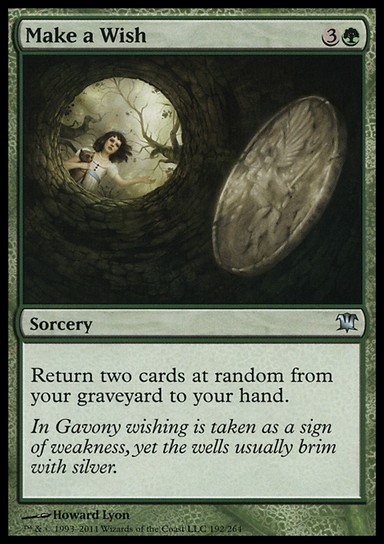 Make a Wish 3
Sorcery
Return two cards at random from
your graveyard to your hand.
In Gavony wishing is taken as a sign
of weakness, yet the wells usually brim
with silver.
Howard Lyon
™ & © 1993–2011 Wizards of the Coast LLC 192/264